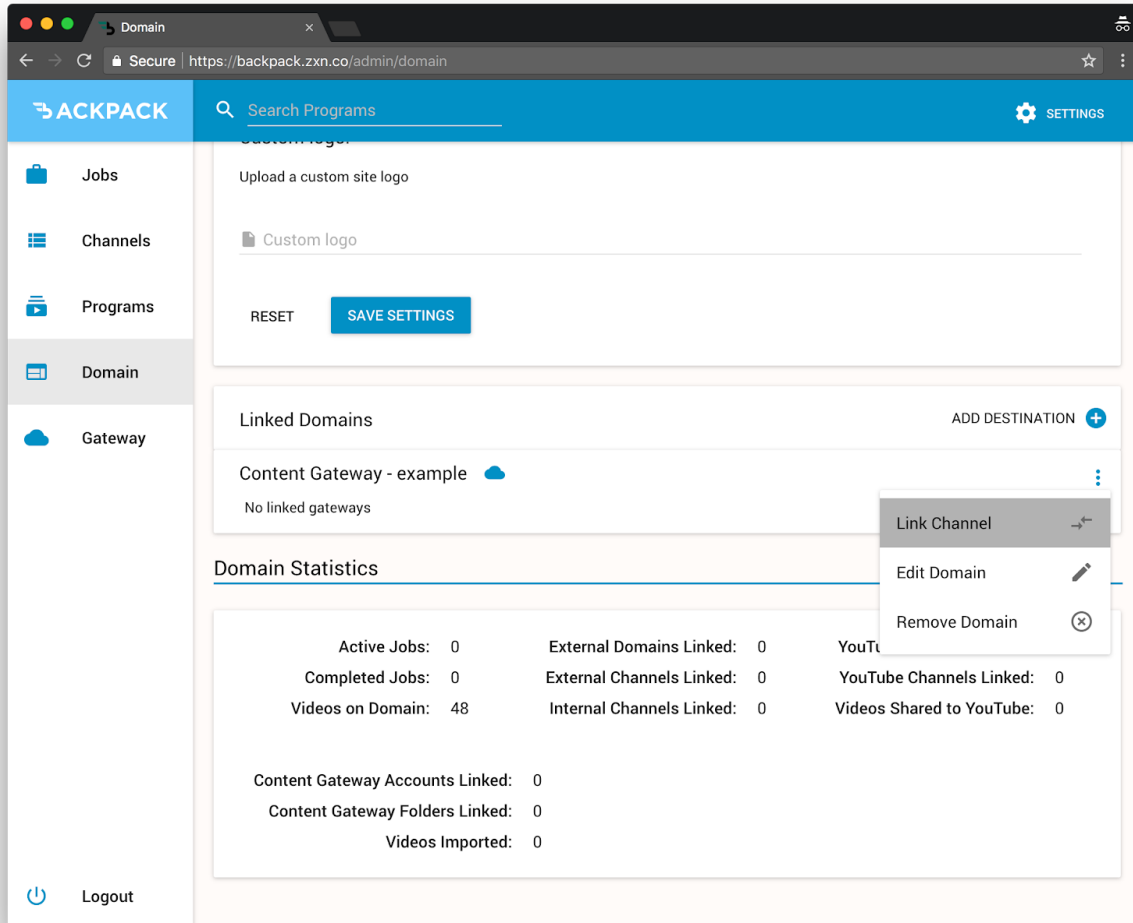 Domain
Secure
https://backpack.zxn.co/admin/domain
BACKPACK
Search Programs
SETTINGS
Jobs
Channels
Programs
Domain
Gateway
Logout
Custom logo.
Upload a custom site logo
Custom logo
RESET
SAVE SETTINGS
Linked Domains
ADD DESTINATION
Content Gateway - example
No linked gateways
Link Channel
Edit Domain
Remove Domain
Domain Statistics
Active Jobs: 0
External Domains Linked: 0
YouTu
Completed Jobs: 0
External Channels Linked: 0
YouTube Channels Linked: 0
Videos on Domain: 48
Internal Channels Linked: 0
Videos Shared to YouTube: 0
Content Gateway Accounts Linked: 0
Content Gateway Folders Linked: 0
Videos Imported: 0